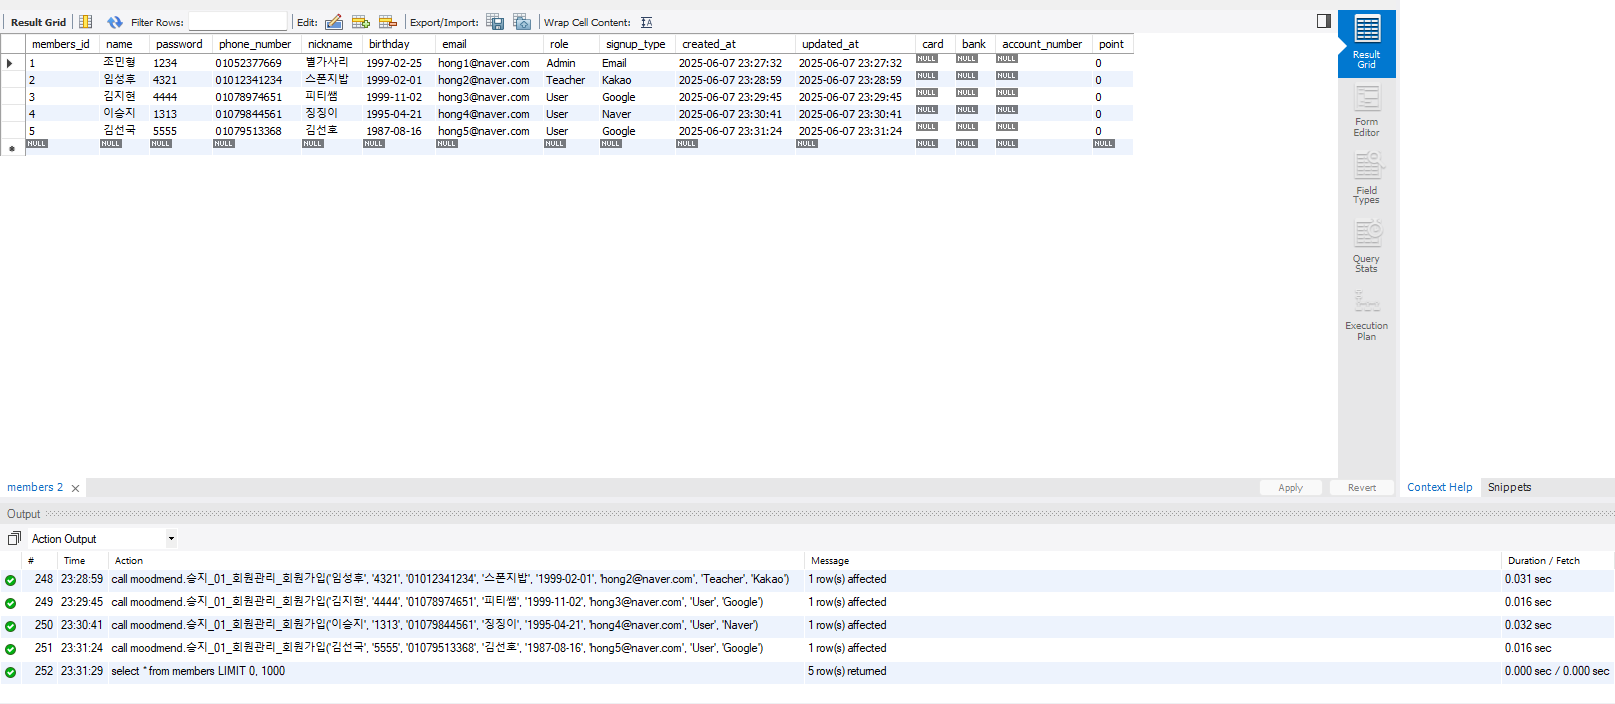 Result Grid Filter Rows: Edit: Export/Import: Wrap Cell Content:
members_id name password phone_number nickname birthday email role signup_type created_at updated_at card bank account_number point
1 조민형 1234 01052377669 별가사리 1997-02-25 hong1@naver.com Admin Email 2025-06-07 23:27:32 2025-06-07 23:27:32 NULL NULL NULL 0
2 임성후 4321 01012341234 스폰지밥 1999-02-01 hong2@naver.com Teacher Kakao 2025-06-07 23:28:59 2025-06-07 23:28:59 NULL NULL NULL 0
3 김지현 4444 01078974651 피티쌤 1999-11-02 hong3@naver.com User Google 2025-06-07 23:29:45 2025-06-07 23:29:45 NULL NULL NULL 0
4 이승지 1313 01079844561 징징이 1995-04-21 hong4@naver.com User Naver 2025-06-07 23:30:41 2025-06-07 23:30:41 NULL NULL NULL 0
5 김선국 5555 01079513368 김선호 1987-08-16 hong5@naver.com User Google 2025-06-07 23:31:24 2025-06-07 23:31:24 NULL NULL NULL 0
NULL NULL NULL NULL NULL NULL NULL NULL NULL NULL NULL NULL NULL NULL NULL
Result
Grid
Form
Editor
Field
Types
Query
Stats
Execution
Plan
members 2 Apply Revert Context Help Snippets
Output
Action Output
# Time Action Message Duration / Fetch
248 23:28:59 call moodmend.승지_01_회원관리_회원가입('임성후', '4321', '01012341234', '스폰지밥', '1999-02-01', 'hong2@naver.com', 'Teacher', 'Kakao') 1 row(s) affected 0.031 sec
249 23:29:45 call moodmend.승지_01_회원관리_회원가입('김지현', '4444', '01078974651', '피티쌤', '1999-11-02', 'hong3@naver.com', 'User', 'Google') 1 row(s) affected 0.016 sec
250 23:30:41 call moodmend.승지_01_회원관리_회원가입('이승지', '1313', '01079844561', '징징이', '1995-04-21', 'hong4@naver.com', 'User', 'Naver') 1 row(s) affected 0.032 sec
251 23:31:24 call moodmend.승지_01_회원관리_회원가입('김선국', '5555', '01079513368', '김선호', '1987-08-16', 'hong5@naver.com', 'User', 'Google') 1 row(s) affected 0.016 sec
252 23:31:29 select * from members LIMIT 0, 1000 5 row(s) returned 0.000 sec / 0.000 sec